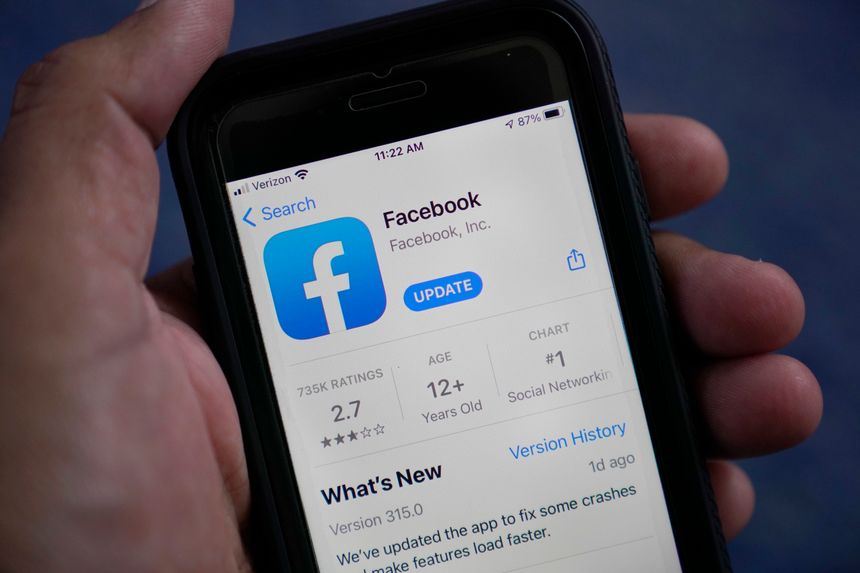 Verizon
11:22 AM
87%
Search
Facebook
Facebook, Inc.
UPDATE
735K RATINGS
2.7
AGE
12+
Years Old
CHART
#1
Social Networkin
What's New
Version History
Version 315.0
1d ago
We've updated the app to fix some crashes
make features load faster.